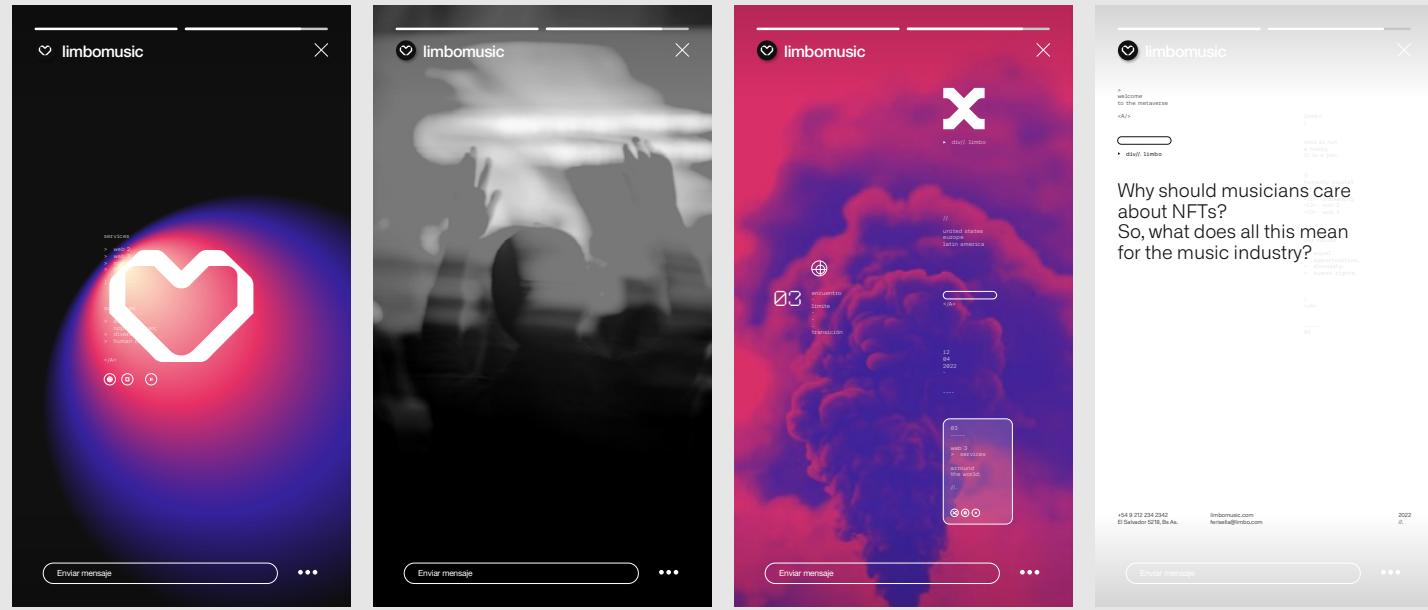 limbomusic
services
> web 2
</A>
Enviar mensaje
limbomusic
Enviar mensaje
limbomusic
▸ div//. limbo
//
united states
europe
latin america
03
encuentro
límite
-
-
transición
</A>
12
04
2022
-
----
03
-----
web 3
> services
around
the world.
//.
Enviar mensaje
limbomusic
>
welcome
to the metaverse
<A/>
▸ div//. limbo
Why should musicians care
about NFTs?
So, what does all this mean
for the music industry?
+54 9 212 234 2342
El Salvador 5218, Bs As.
limbomusic.com
ferisella@limbo.com
2022
//.
Enviar mensaje